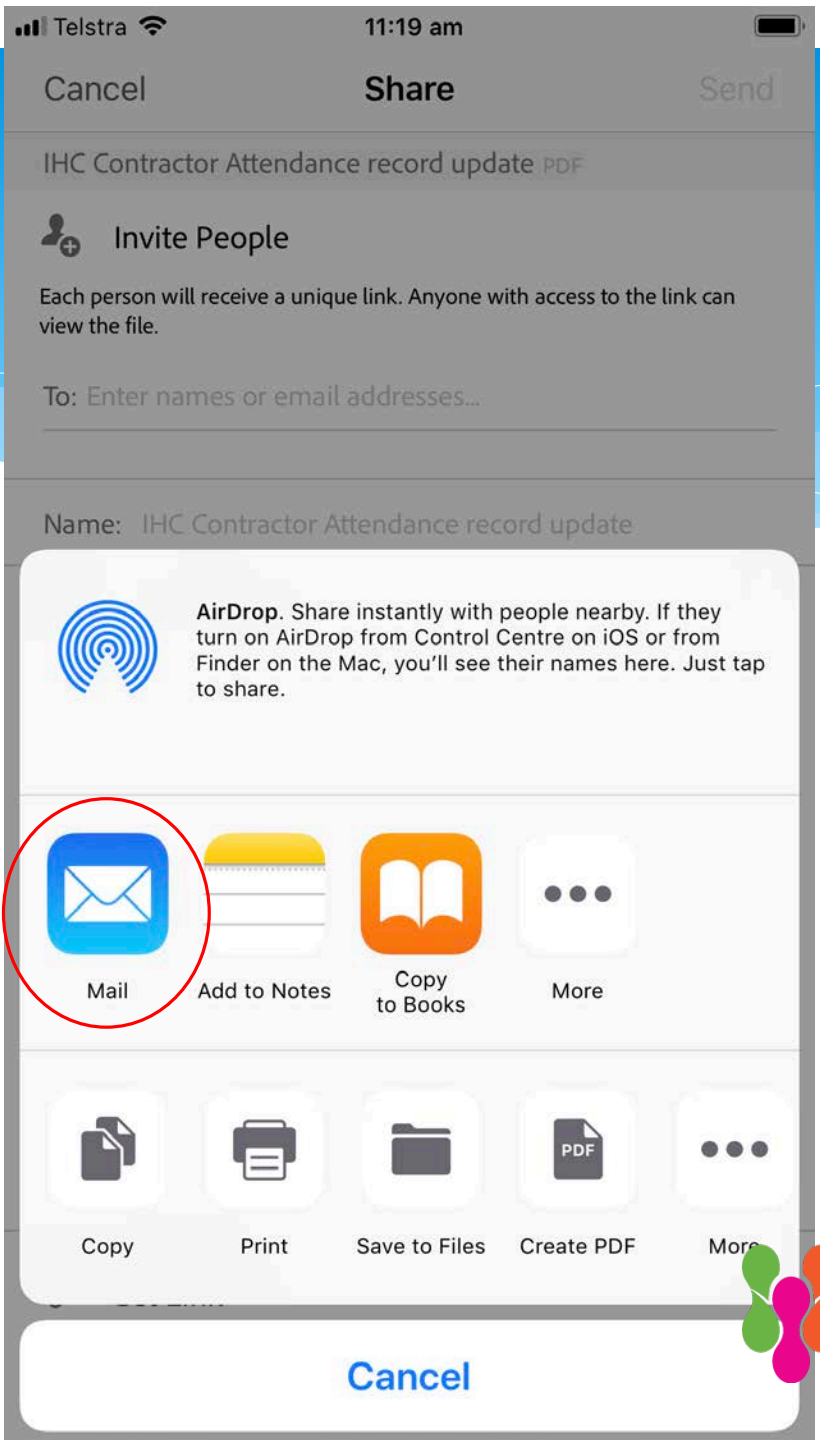 Telstra 11:19 am
Cancel Share Send
IHC Contractor Attendance record update PDF
Invite People
Each person will receive a unique link. Anyone with access to the link can
view the file.
To: Enter names or email addresses...
Name: IHC Contractor Attendance record update
AirDrop. Share instantly with people nearby. If they
turn on AirDrop from Control Centre on iOS or from
Finder on the Mac, you'll see their names here. Just tap
to share.
Mail Add to Notes Copy
to Books More
PDF
Copy Print Save to Files Create PDF More
Cancel